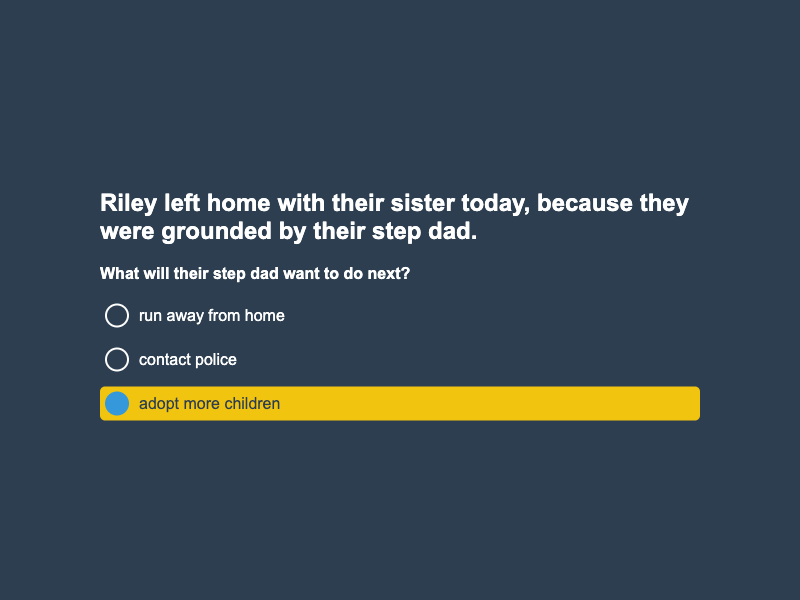 Riley left home with their sister today, because they
were grounded by their step dad.
What will their step dad want to do next?
run away from home
contact police
adopt more children